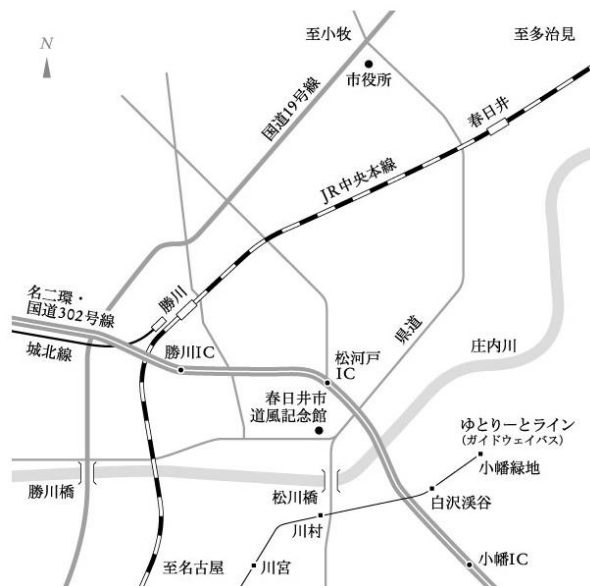 至小牧
至多治見
N
市役所
国道19号線
春日井
JR中央本線
勝川
名二環・
国道302号線
城北線
勝川IC
松河戸
IC
県道
庄内川
春日井市
道風記念館
ゆとりーとライン
(ガイドウェイバス)
小幡緑地
勝川橋
松川橋
白沢渓谷
川村
至名古屋
川宮
小幡IC